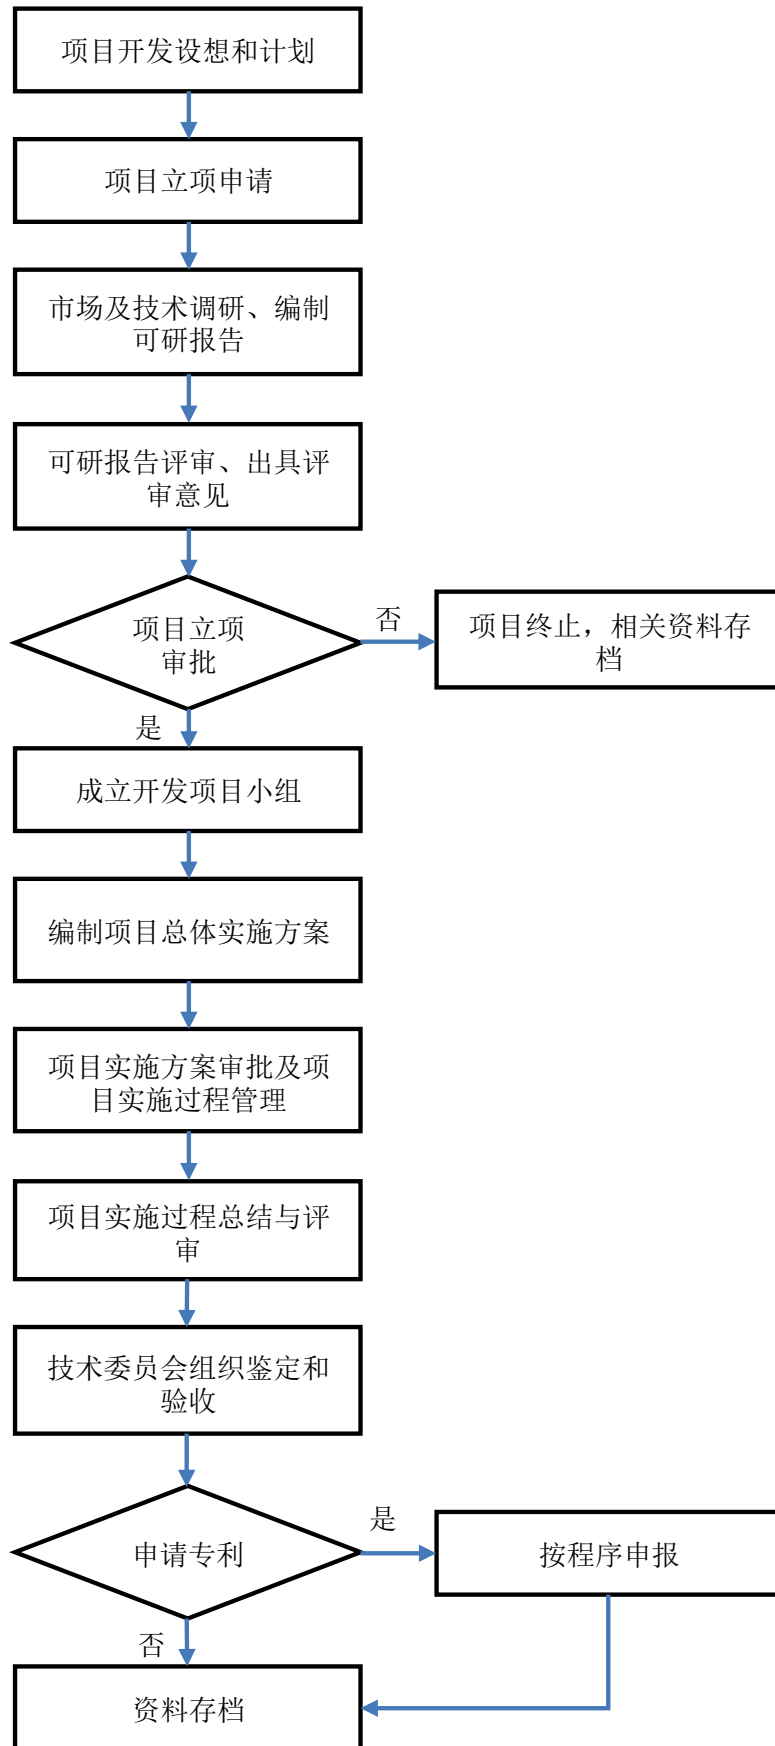 项目开发设想和计划
项目立项申请
市场及技术调研、编制
可研报告
可研报告评审、出具评
审意见
项目立项
审批
否
项目终止，相关资料存
档
是
成立开发项目小组
编制项目总体实施方案
项目实施方案审批及项
目实施过程管理
项目实施过程总结与评
审
技术委员会组织鉴定和
验收
申请专利
是
按程序申报
否
资料存档